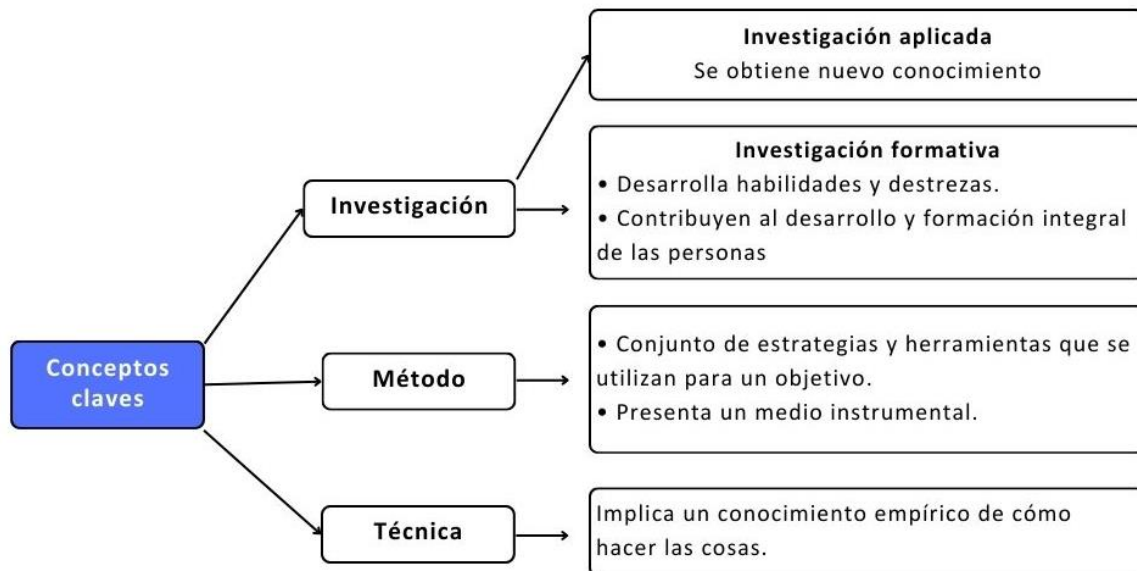 Conceptos
claves
Investigación
Investigación aplicada
Se obtiene nuevo conocimiento
Investigación formativa
• Desarrolla habilidades y destrezas.
• Contribuyen al desarrollo y formación integral
de las personas
Método
• Conjunto de estrategias y herramientas que se
utilizan para un objetivo.
• Presenta un medio instrumental.
Técnica
Implica un conocimiento empírico de cómo
hacer las cosas.